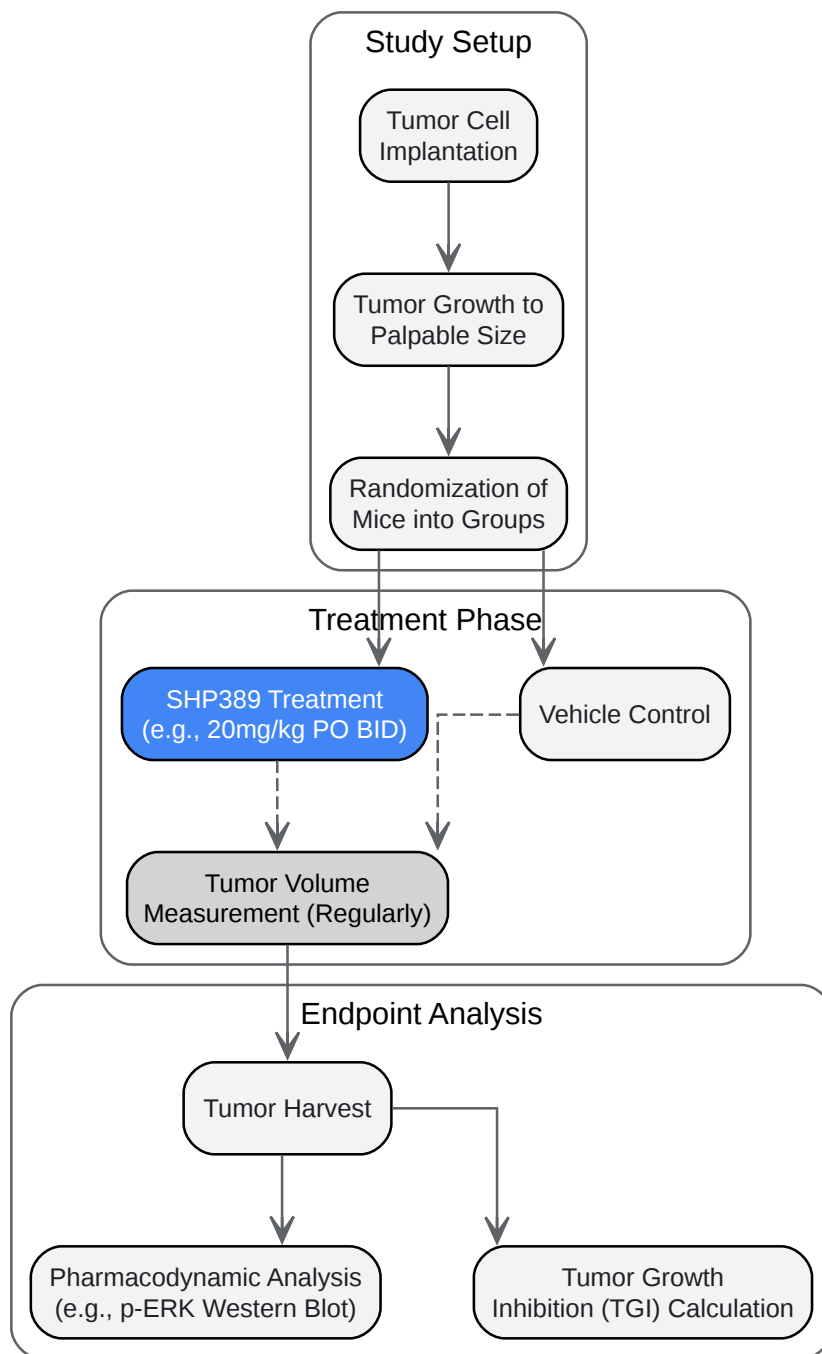 Study Setup
Tumor Cell
Implantation
Tumor Growth to
Palpable Size
Randomization of
Mice into Groups
Treatment Phase
SHP389 Treatment
(e.g., 20mg/kg PO BID)
Vehicle Control
Tumor Volume
Measurement (Regularly)
Endpoint Analysis
Tumor Harvest
Pharmacodynamic Analysis
(e.g., p-ERK Western Blot)
Tumor Growth
Inhibition (TGI) Calculation